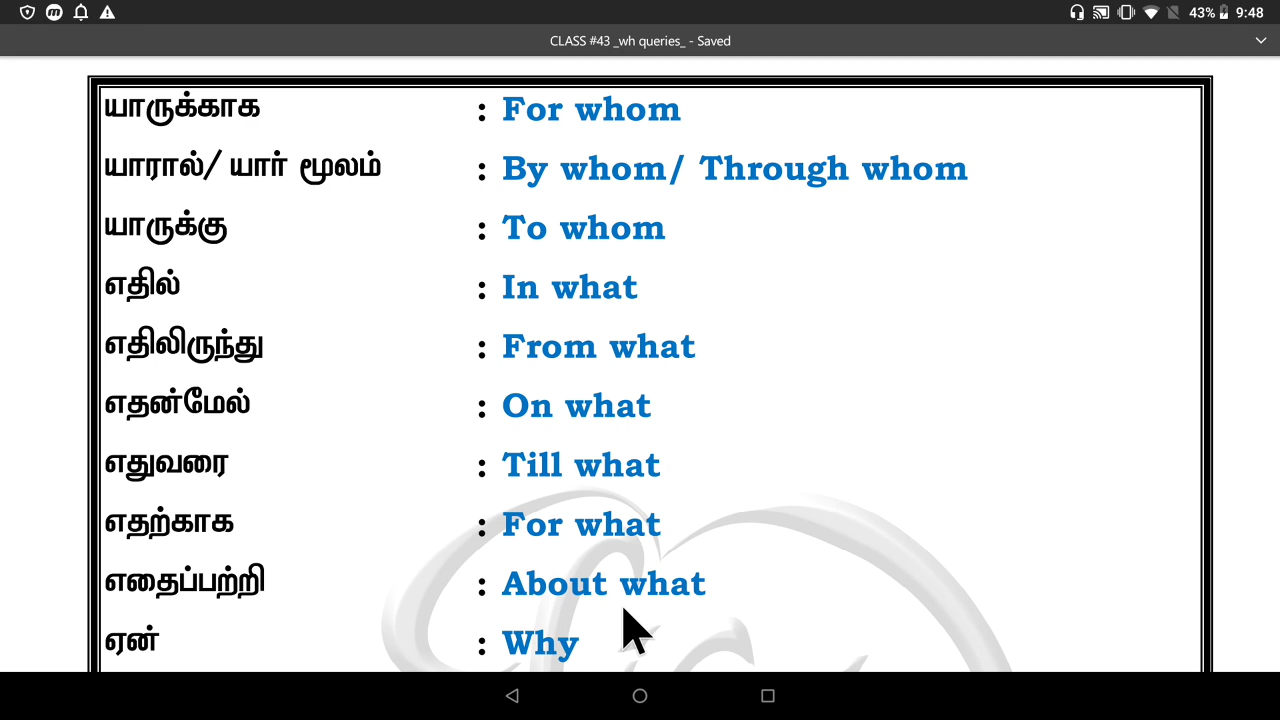 43% 9:48
CLASS #43 _wh queries_ - Saved
யாருக்காக : For whom
யாரால்/ யார் மூலம் : By whom/ Through whom
யாருக்கு : To whom
எதில் : In what
எதிலிருந்து : From what
எதன்மேல் : On what
எதுவரை : Till what
எதற்காக : For what
எதைப்பற்றி : About what
ஏன் : Why